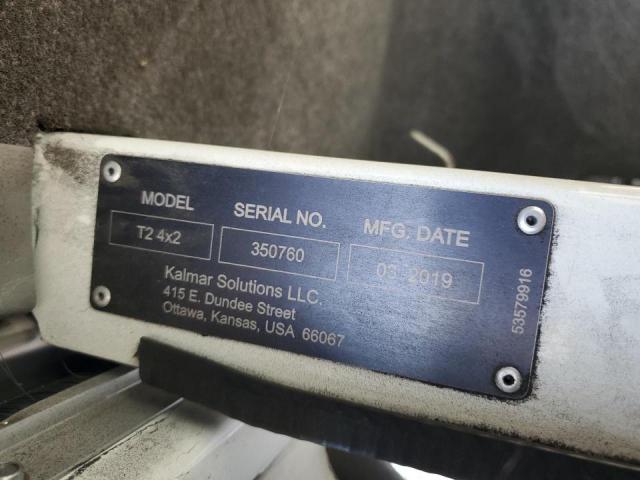 MODEL
SERIAL NO.
MFG. DATE
T2 4x2
350760
03 2019
Kalmar Solutions LLC.
415 E. Dundee Street
Ottawa, Kansas, USA 66067
53579916